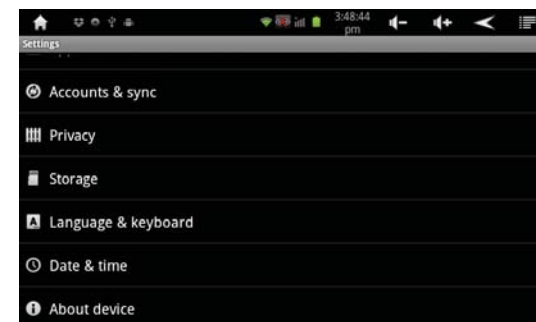 3:48:44
pm
Settings
Accounts & sync
Privacy
Storage
Language & keyboard
Date & time
About device